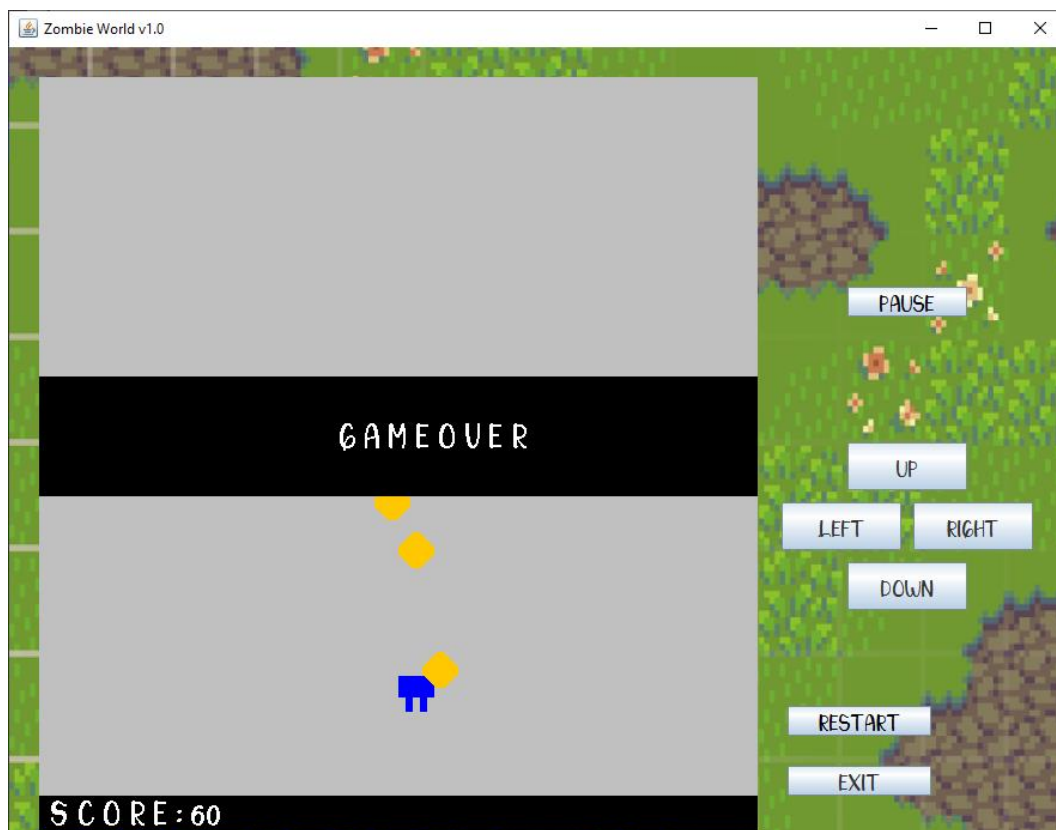 Zombie World v1.0
PAUSE
GAMEOVER
UP
LEFT
RIGHT
DOWN
RESTART
EXIT
SCORE:60